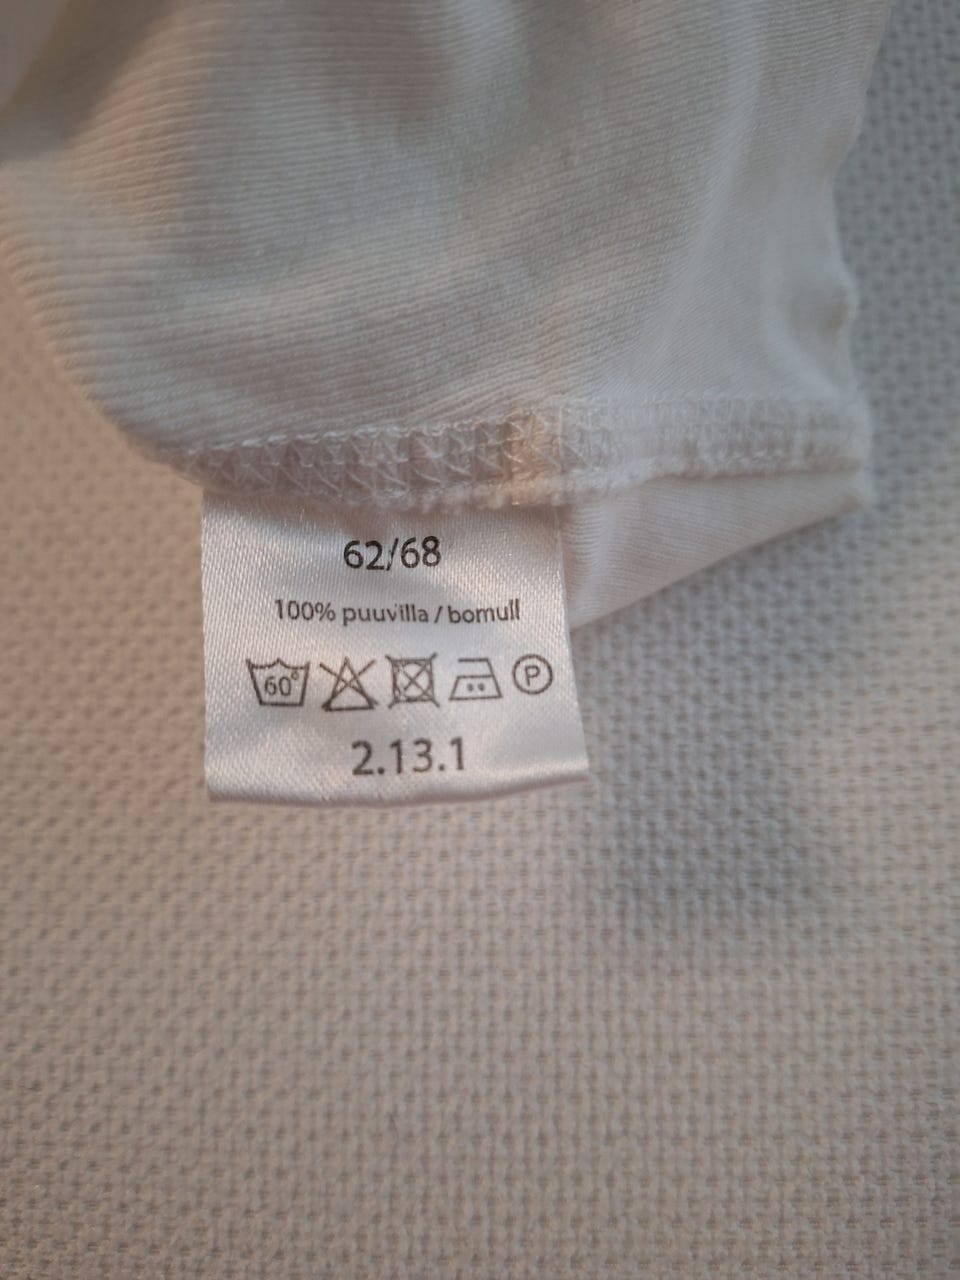 62/68
100% puuvilla / bomull
60° P
2.13.1